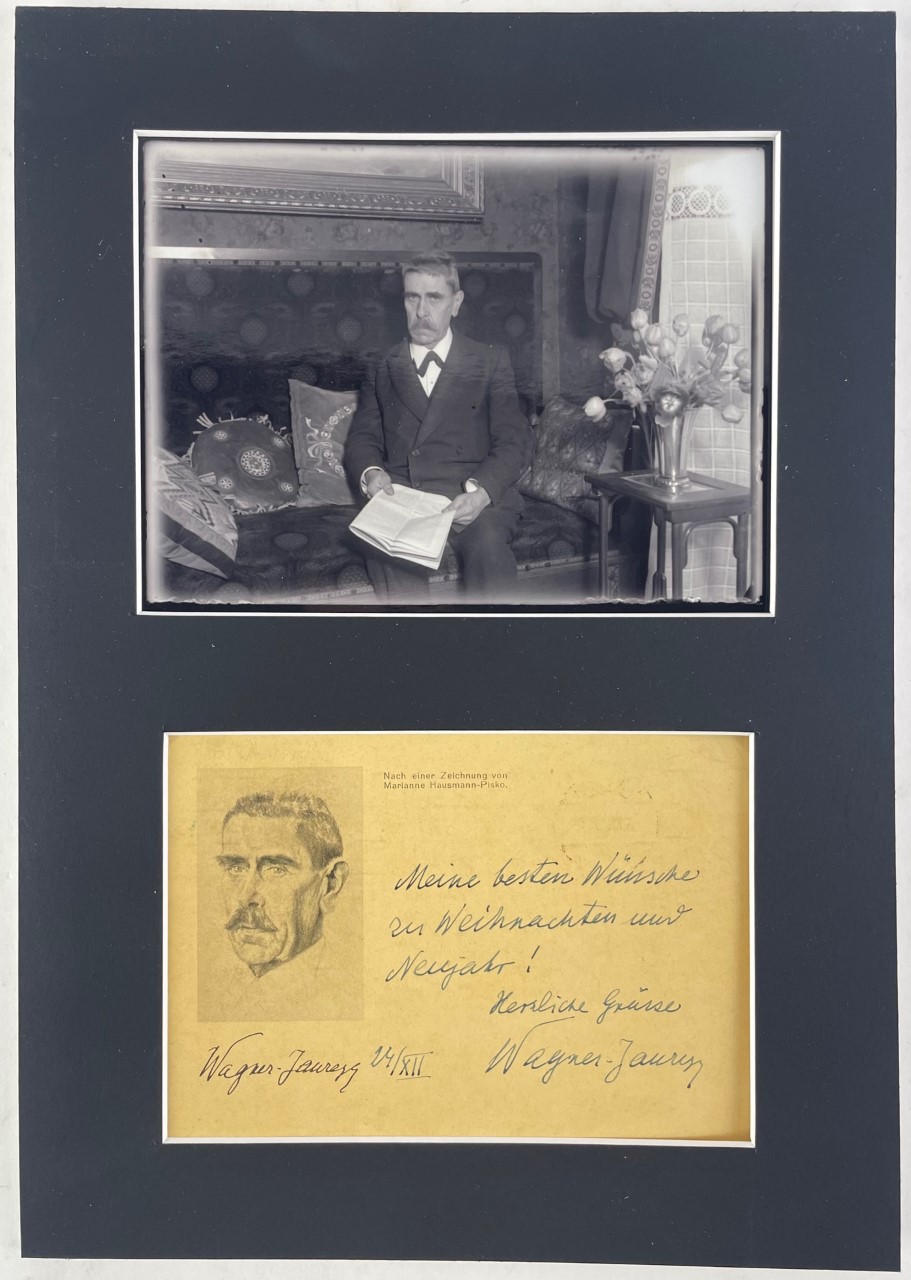 Nach einer Zeichnung von
Marianne Hausmann-Pisko.
Meine besten Wünsche
zu Weihnachten und
Neujahr!
Herzliche Grüsse
Wagner-Jauregg 24/XII
Wagner-Jauregg